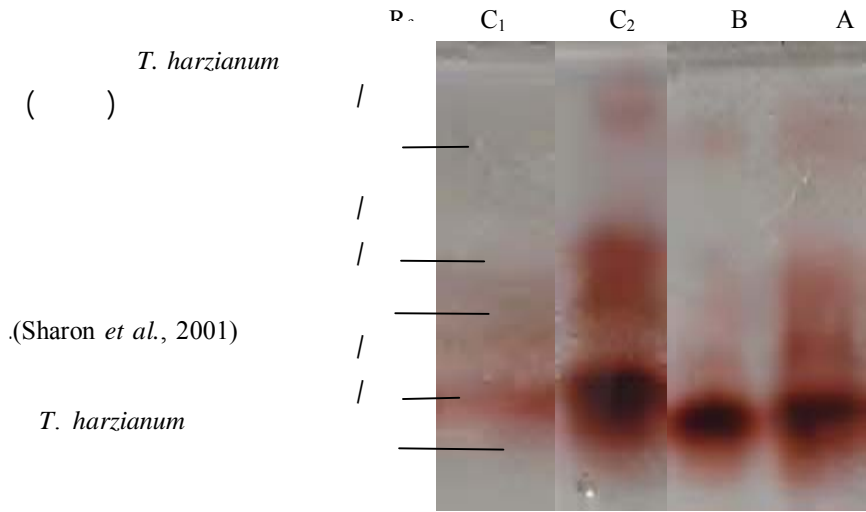 C₁ C₂ B A
T. harzianum
( ) /
/
/
.(Sharon et al., 2001)
/
/
T. harzianum